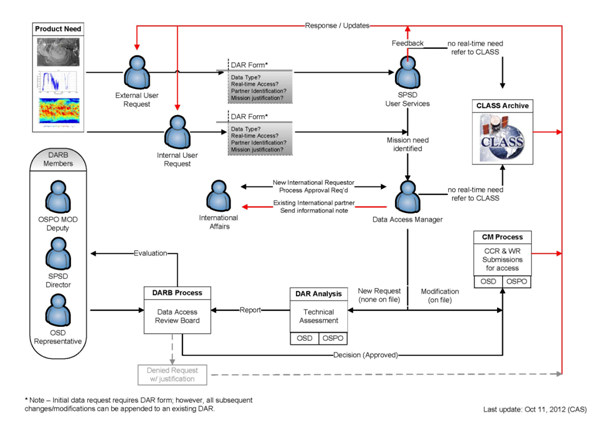 Product Need
Response / Updates
Feedback
no real-time need
refer to CLASS
DAR Form*
Data Type?
Real-time Access?
Partner Identification?
Mission justification?
External User
Request
SPSD
User Services
CLASS Archive
CLASS
DAR Form*
Data Type?
Real-time Access?
Partner Identification?
Mission justification?
Internal User
Request
Mission need
identified
DARB
Members
OSPO MOD
Deputy
SPSD
Director
OSD
Representative
New International Requestor
Process Approval Req'd
Existing International partner
Send informational note
International
Affairs
Data Access Manager
no real-time need
refer to CLASS
CM Process
CCR & WR
Submissions
for access
OSD
OSPO
Evaluation
DARB Process
Data Access
Review Board
Report
DAR Analysis
Technical
Assessment
OSD
OSPO
New Request
(none on file)
Modification
(on file)
Decision (Approved)
Denied Request
w/ justification
* Note – Initial data request requires DAR form; however, all subsequent
changes/modifications can be appended to an existing DAR.
Last update: Oct 11, 2012 (CAS)